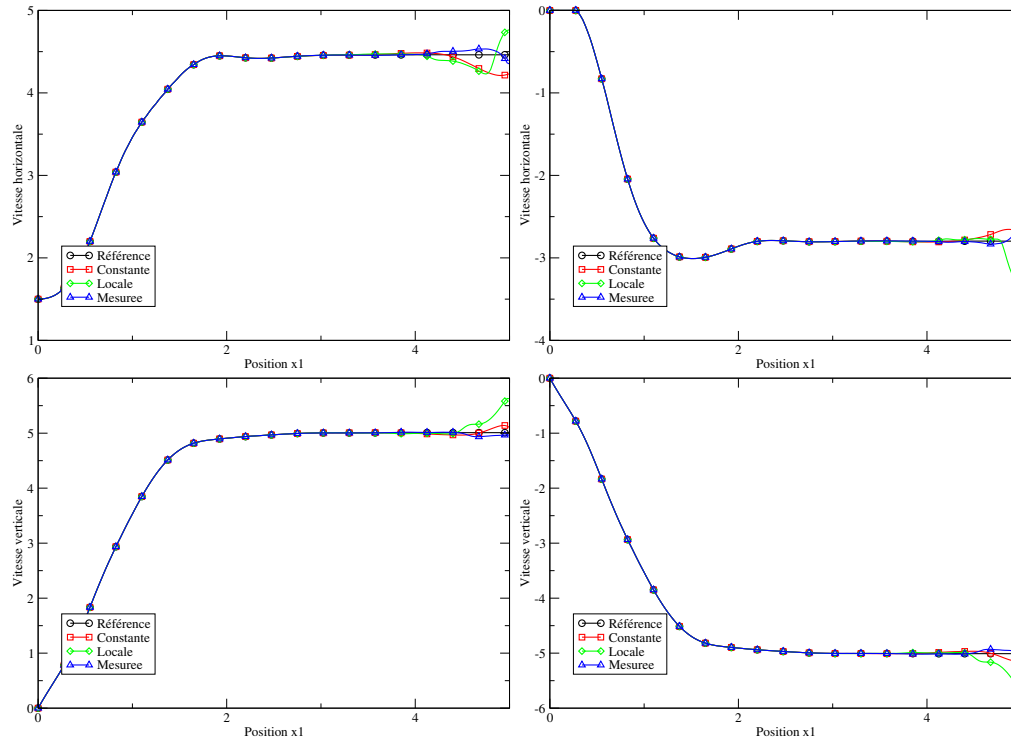 5
4
3
2
1
0
2
4
Vitesse horizontale
Position x1
Référence
Constante
Locale
Mesuree
-0
-1
-2
-3
-4
0
2
4
Vitesse horizontale
Position x1
Référence
Constante
Locale
Mesuree
6
5
4
3
2
1
0
0
2
4
Vitesse verticale
Position x1
Référence
Constante
Locale
Mesuree
0
-1
-2
-3
-4
-5
-6
0
2
4
Vitesse verticale
Position x1
Référence
Constante
Locale
Mesuree